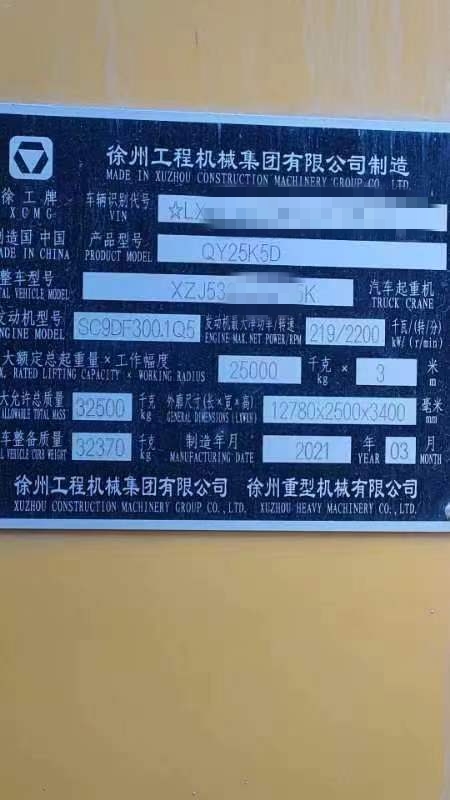 徐州工程机械集团有限公司制造
MADE IN XUZHOU CONSTRUCTION MACHINERY GROUP CO., LTD.
徐工牌 车辆识别代号 ☆LX
XCMG VIN
制造国 中国 产品型号 QY25K5D
MADE IN CHINA PRODUCT MODEL
整车型号 XZJ53 5K 汽车起重机
VEHICLE MODEL TRUCK CRANE
发动机型号 SC9DF300.1Q5 发动机最大净功率/转速 219/2200 千瓦/(转/分)
ENGINE MODEL ENGINE MAX. NET POWER/RPM kW/ (r/min)
大额定总起重量×工作幅度 25000 千克 × 3 米
RATED LIFTING CAPACITY × WORKING RADIUS kg m
大允许总质量 32500 千克 外廓尺寸(长×宽×高) 12780x2500x3400 毫米
ALLOWABLE TOTAL MASS kg GENERAL DIMENSIONS (LXWXH) mm
车整备质量 32370 千克 制造年月 2021 年 03 月
VEHICLE CURB WEIGHT kg MANUFACTURING DATE YEAR MONTH
徐州工程机械集团有限公司 徐州重型机械有限公司
XUZHOU CONSTRUCTION MACHINERY GROUP CO., LTD. XUZHOU HEAVY MACHINERY CO., LTD.